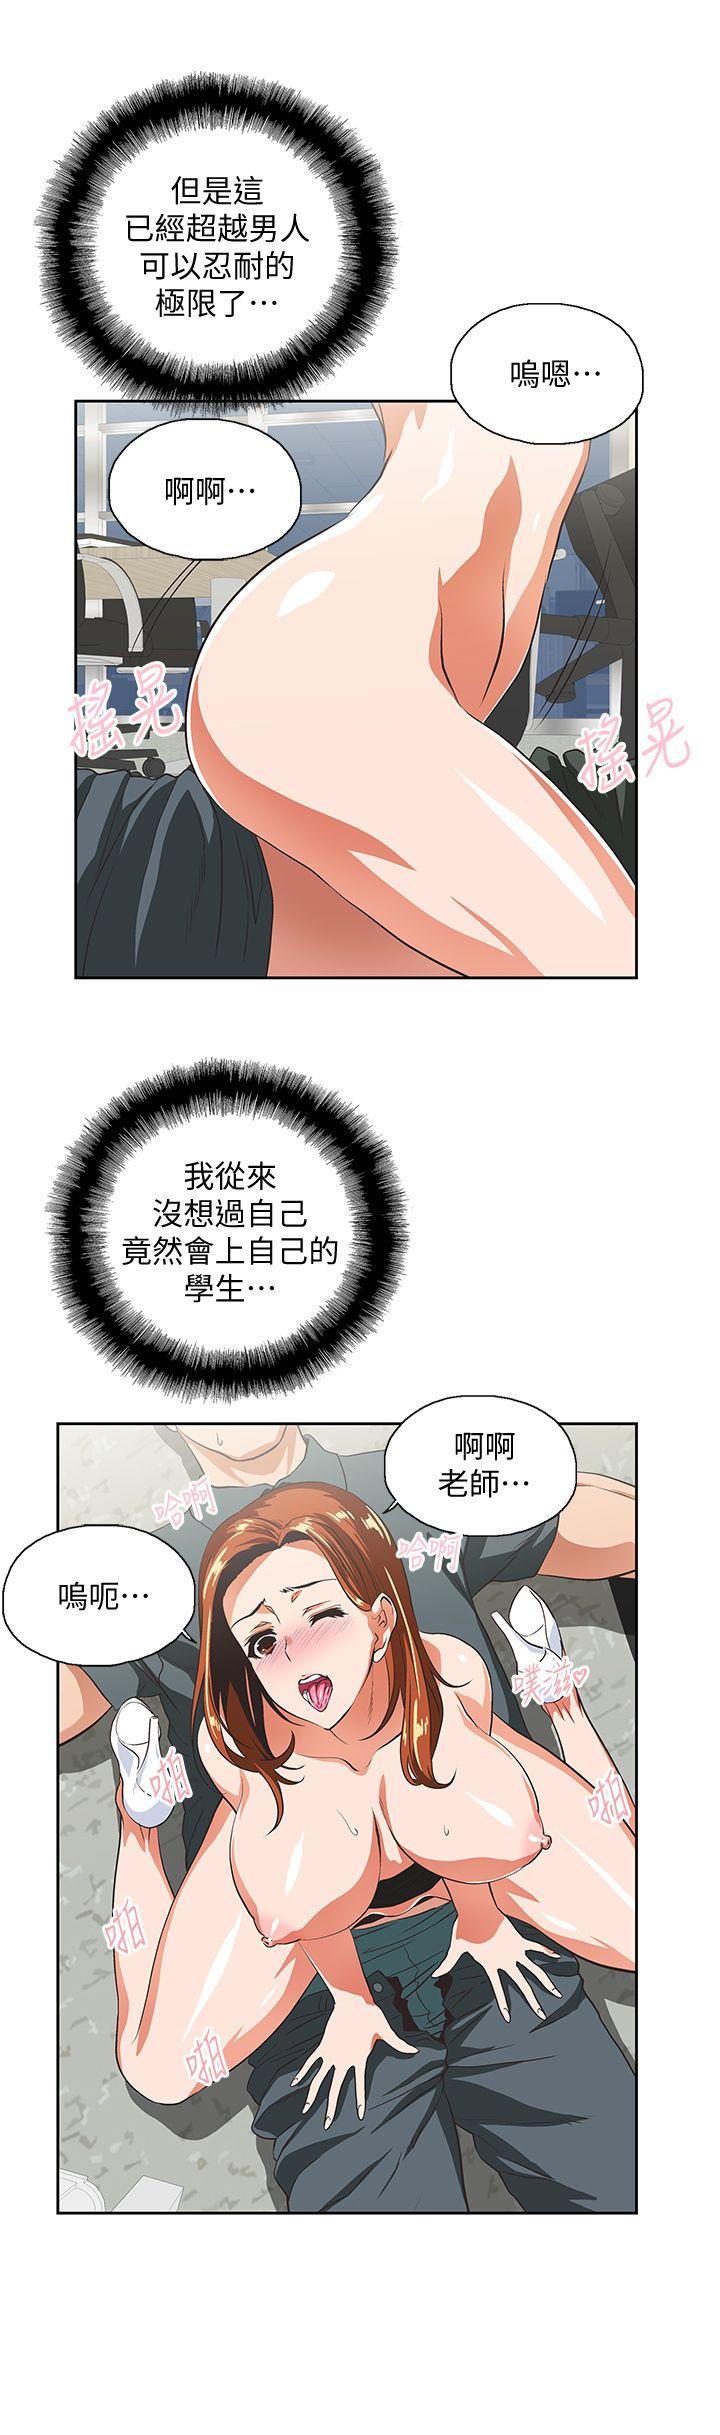 但是這
已經超越男人
可以忍耐的
極限了⋯
嗚嗯⋯
啊啊⋯
搖晃
搖晃
我從來
沒想過自己
竟然會上自己的
學生⋯
啊啊
老師⋯
哈啊
哈啊
嗚呃⋯
噗滋♡
啪
啪
啪
啪